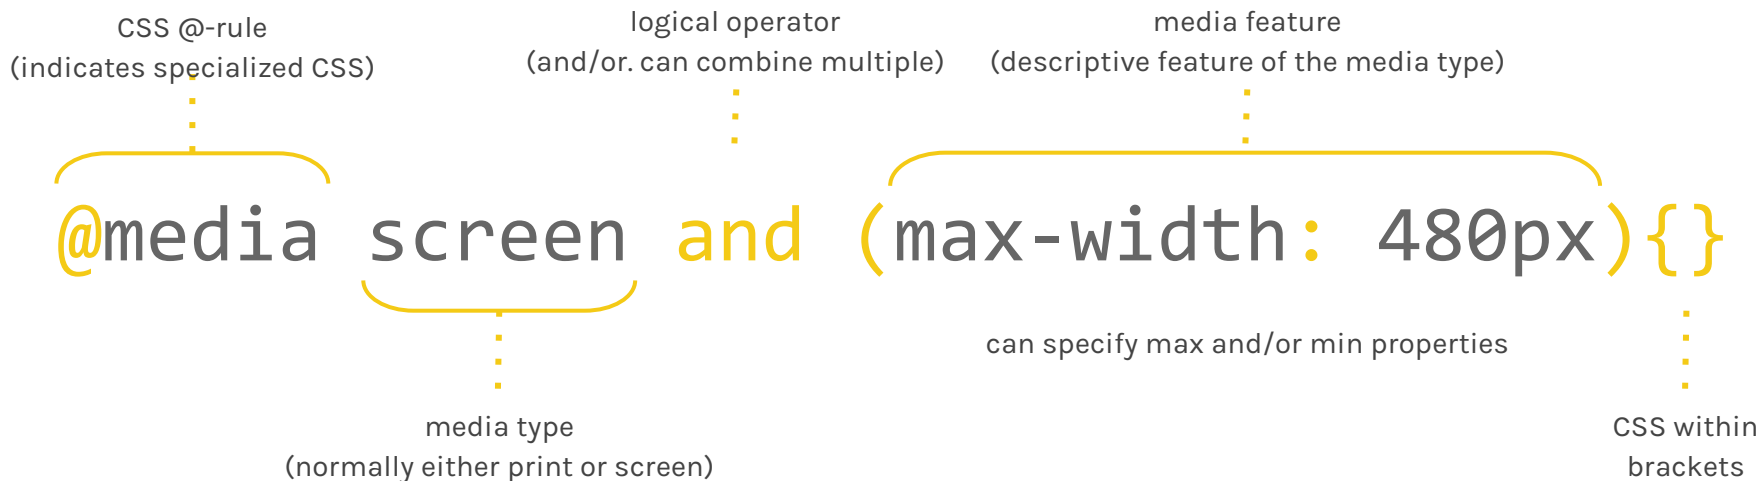 CSS @-rule
(indicates specialized CSS)
logical operator
(and/or. can combine multiple)
media feature
(descriptive feature of the media type)
@media screen and (max-width: 480px){}
can specify max and/or min properties
media type
(normally either print or screen)
CSS within
brackets